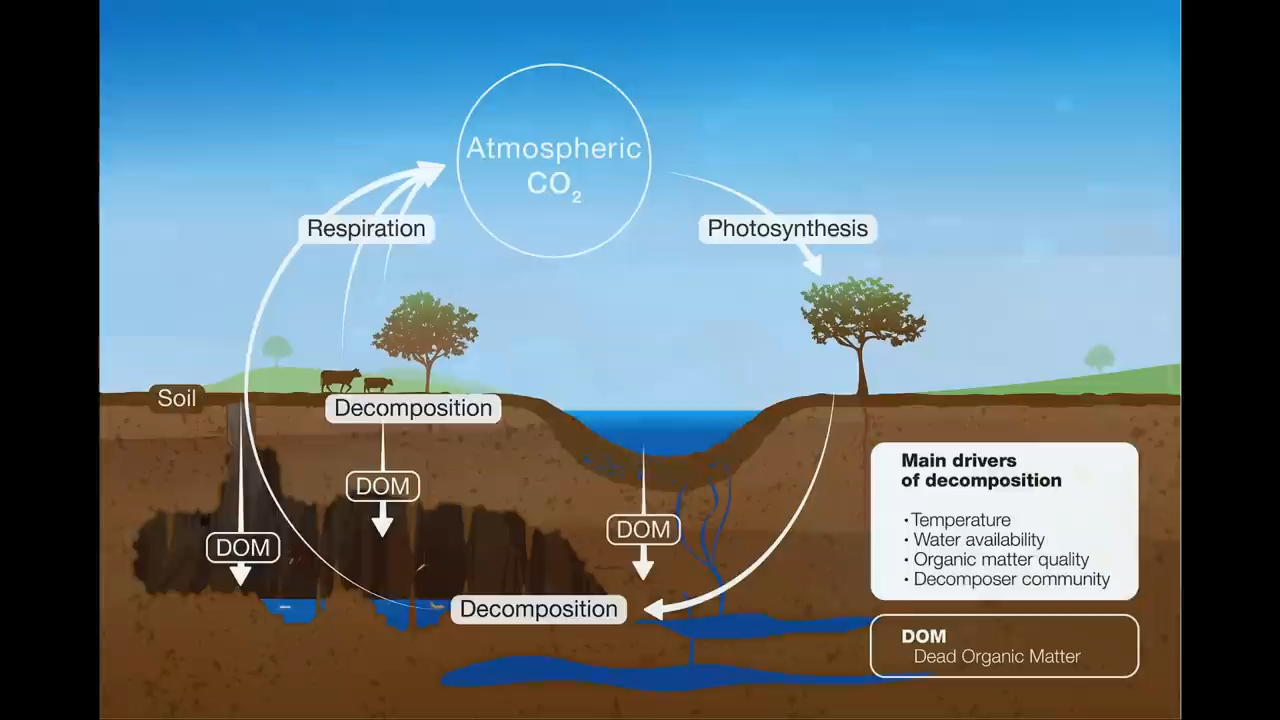 Atmospheric
CO₂
Respiration
Photosynthesis
Soil
Decomposition
DOM
DOM
DOM
Decomposition
Main drivers
of decomposition
• Temperature
• Water availability
• Organic matter quality
• Decomposer community
DOM
Dead Organic Matter